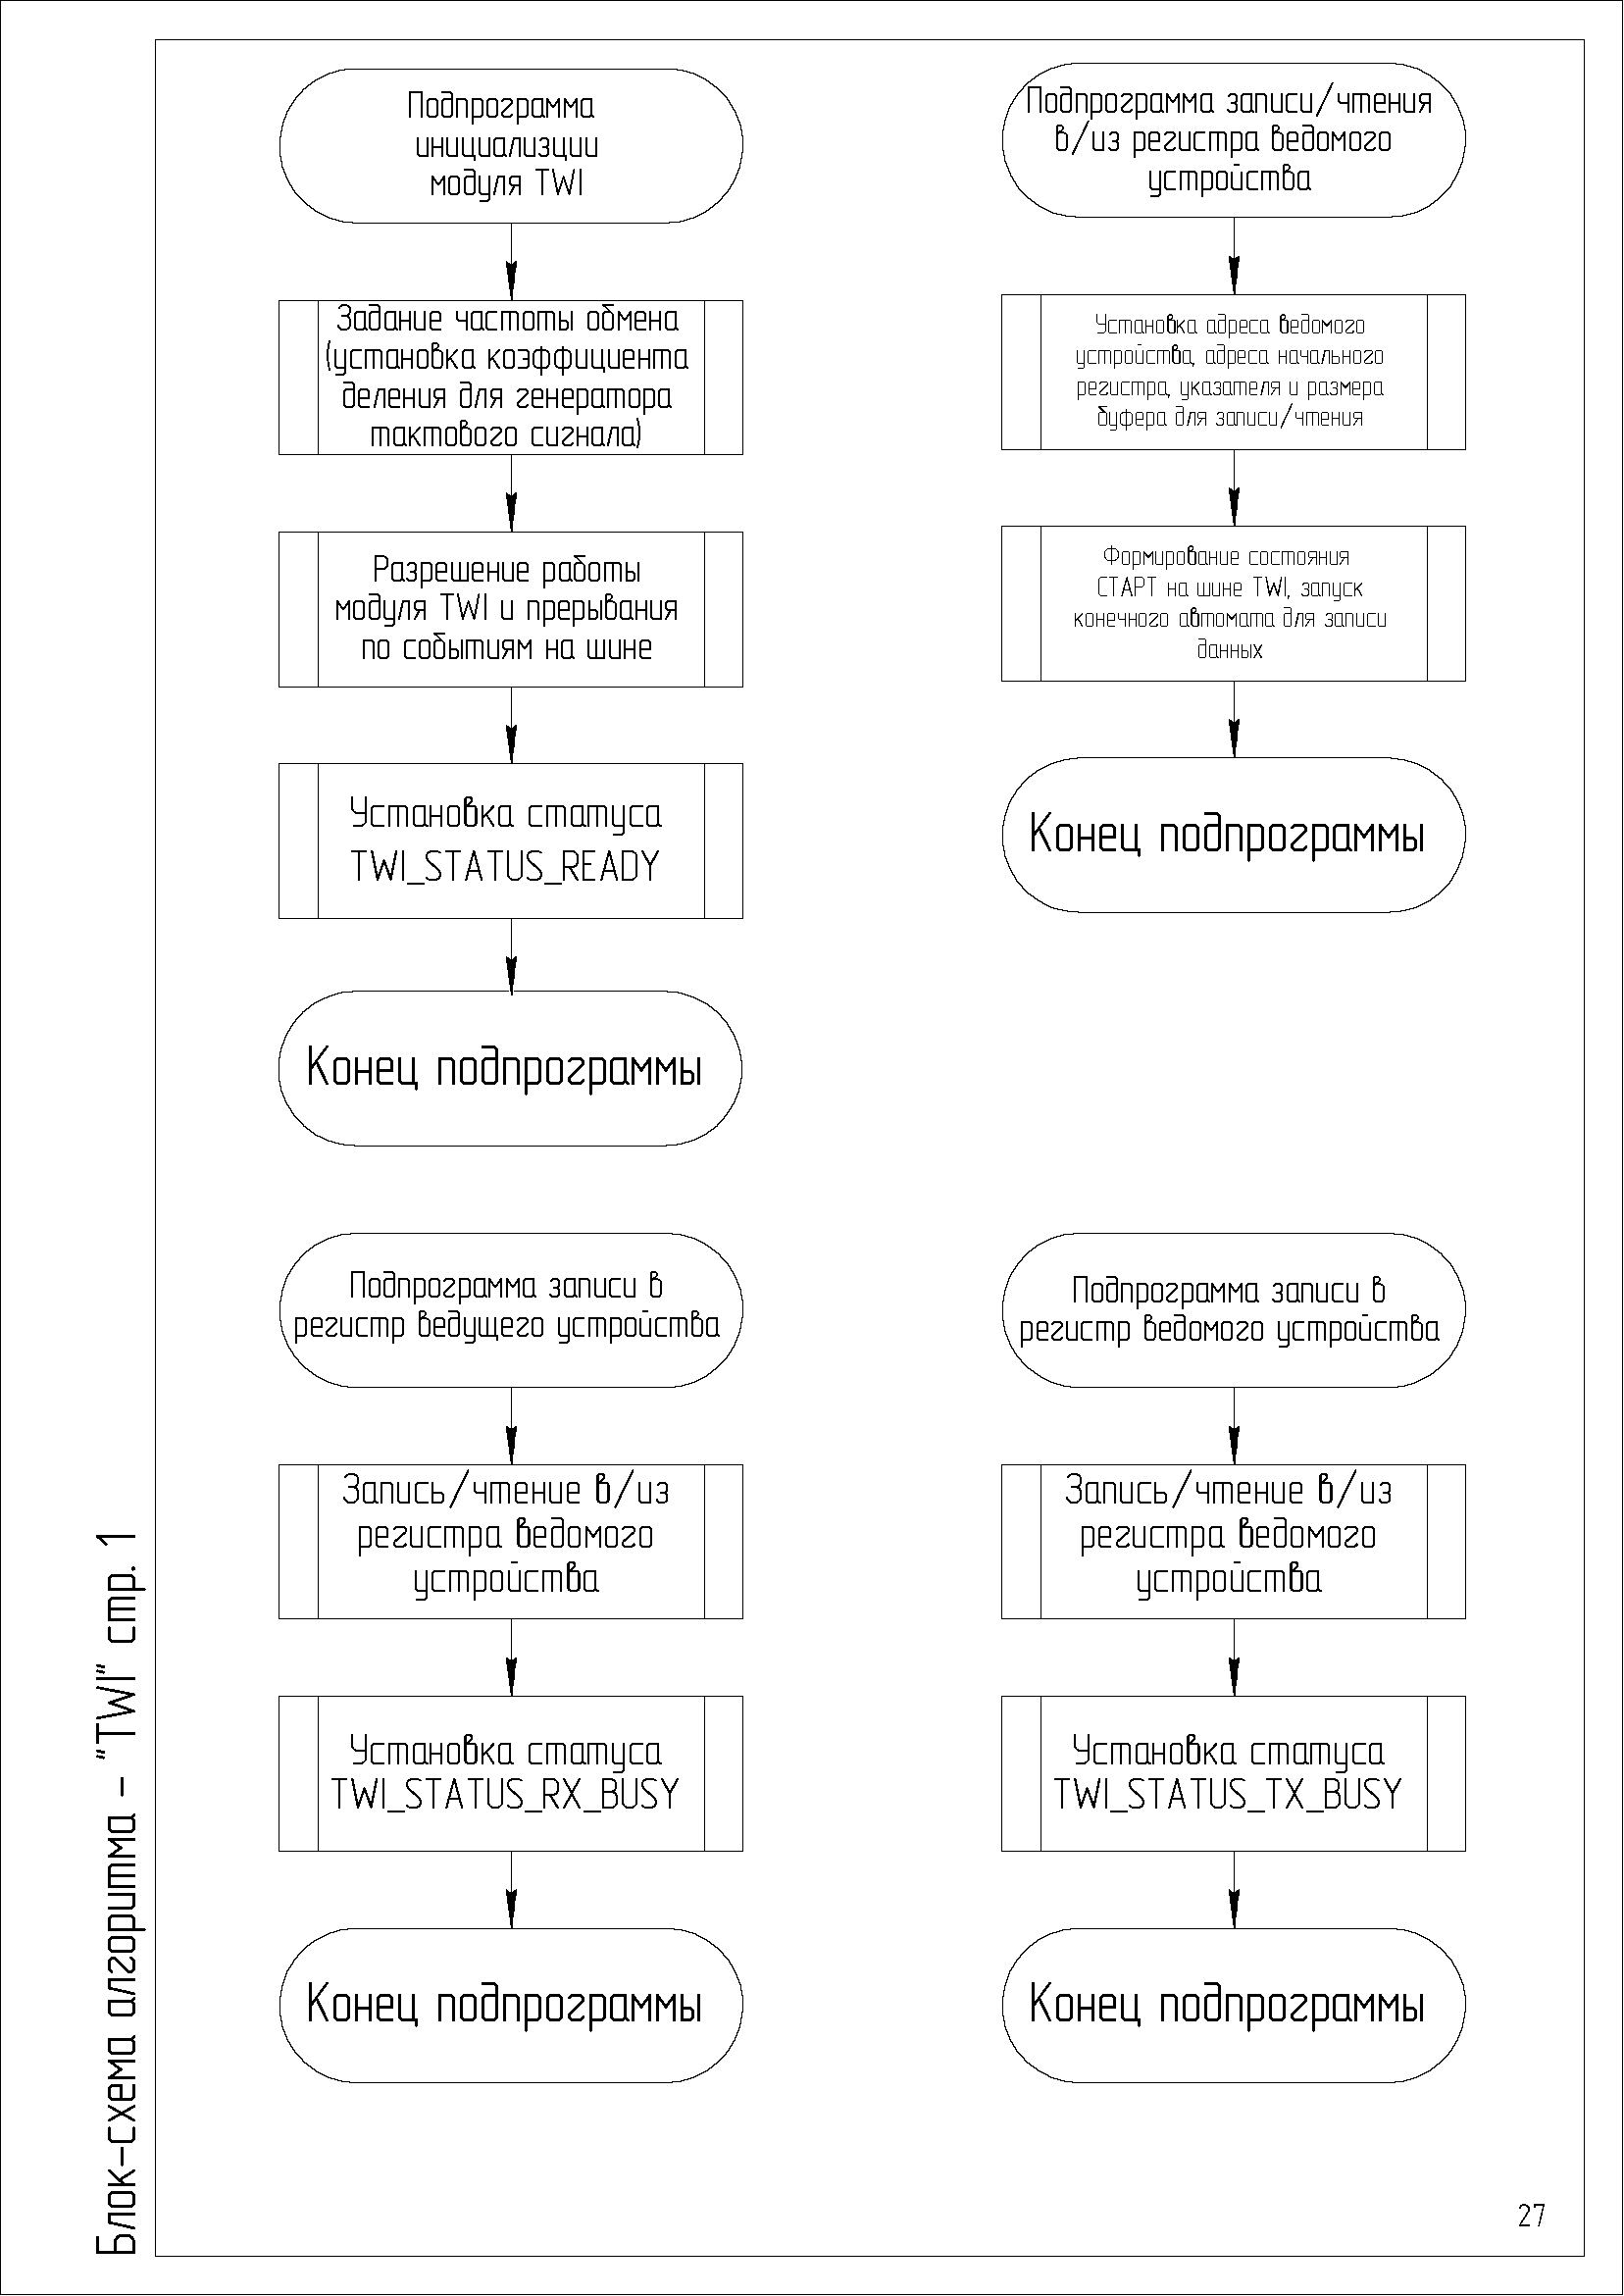 Блок-схема алгоритма - "TWI" стр. 1
Подпрограмма
инициализции
модуля TWI
Задание частоты обмена
(установка коэффициента
деления для генератора
тактового сигнала)
Разрешение работы
модуля TWI и прерывания
по событиям на шине
Установка статуса
TWI_STATUS_READY
Конец подпрограммы
Подпрограмма записи/чтения
в/из регистра ведомого
устройства
Установка адреса ведомого
устройства, адреса начального
регистра, указателя и размера
буфера для записи/чтения
Формирование состояния
СТАРТ на шине TWI, запуск
конечного автомата для записи
данных
Конец подпрограммы
Подпрограмма записи в
регистр ведущего устройства
Запись/чтение в/из
регистра ведомого
устройства
Установка статуса
TWI_STATUS_RX_BUSY
Конец подпрограммы
Подпрограмма записи в
регистр ведомого устройства
Запись/чтение в/из
регистра ведомого
устройства
Установка статуса
TWI_STATUS_TX_BUSY
Конец подпрограммы
27